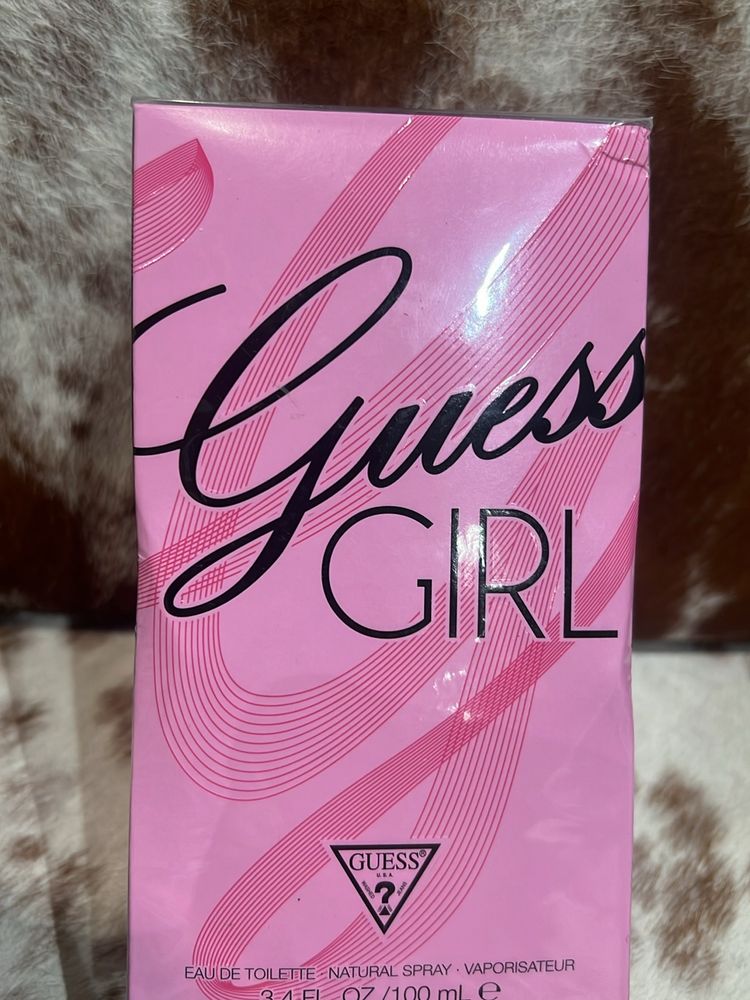 Guess
GIRL
GUESS®
U.S.A.
?
EAU DE TOILETTE · NATURAL SPRAY · VAPORISATEUR
3.4 FL. OZ./100 mL ℮